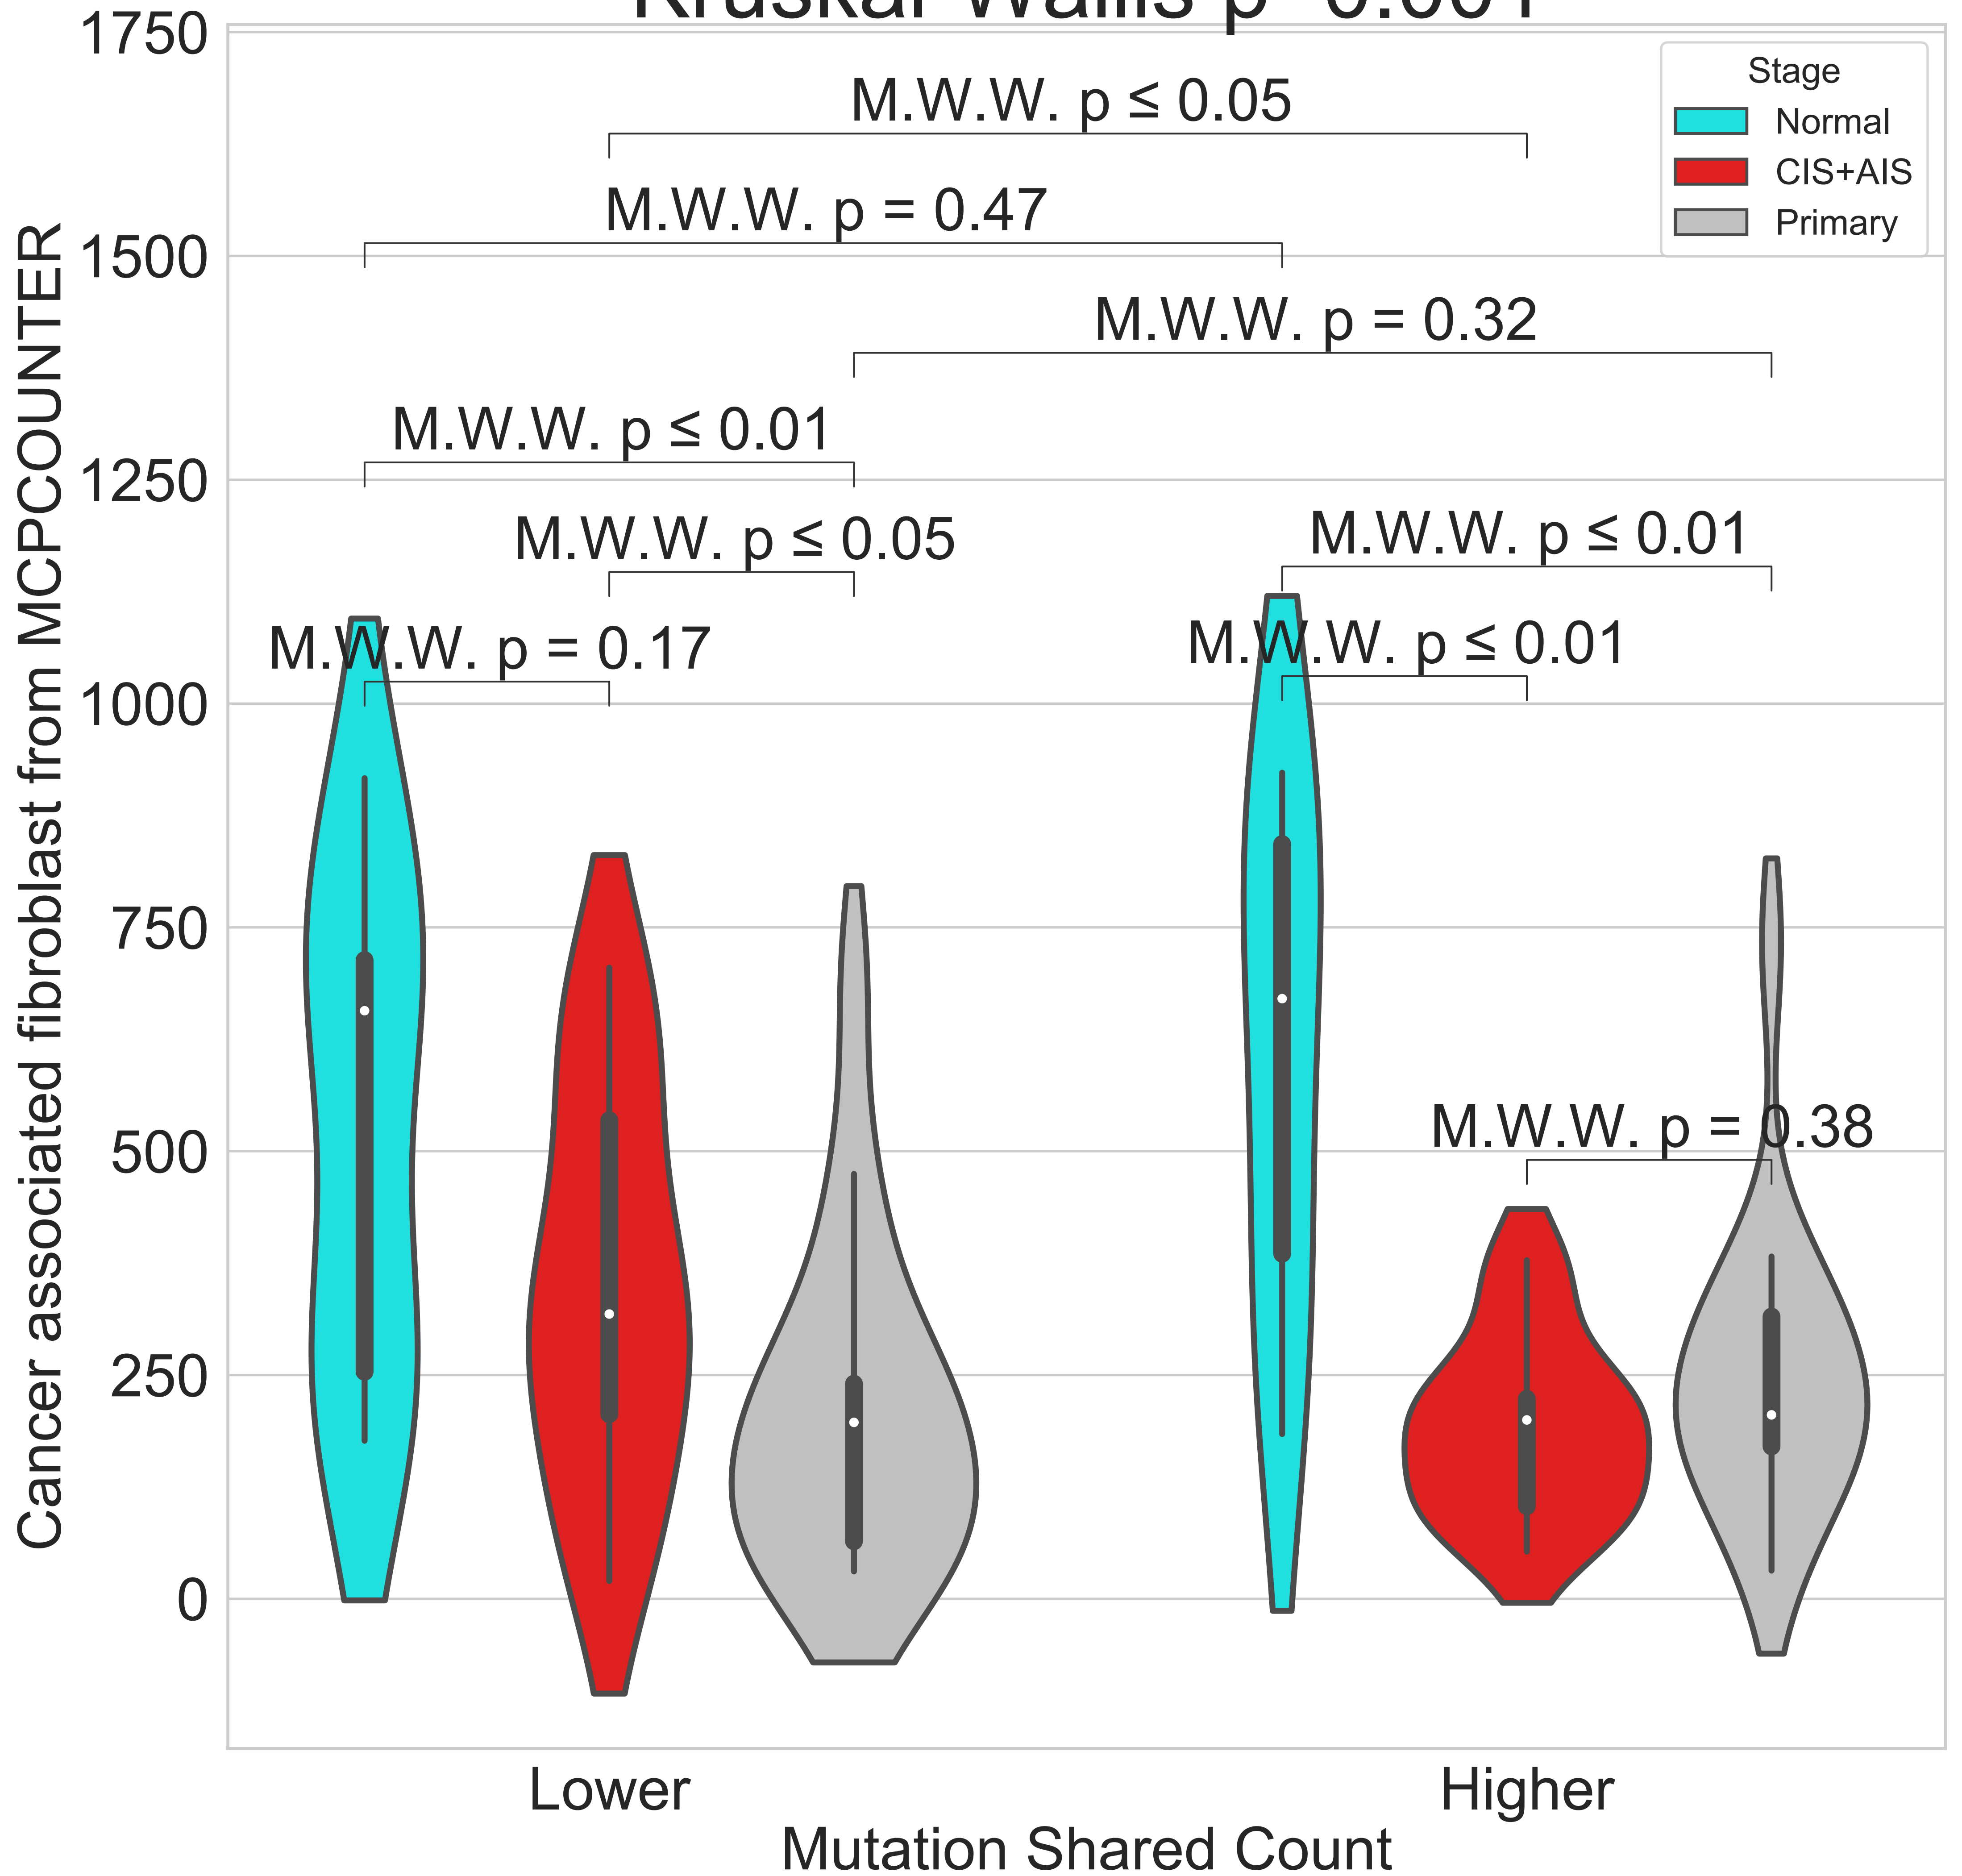 Kruskal Wallis p
1750
1500
1250
1000
750
500
250
0
Cancer associated fibroblast from MCPCOUNTER
Stage
Normal
CIS+AIS
Primary
M.W.W. p ≤ 0.05
M.W.W. p = 0.47
M.W.W. p = 0.32
M.W.W. p ≤ 0.01
M.W.W. p ≤ 0.05
M.W.W. p ≤ 0.01
M.W.W. p = 0.17
M.W.W. p ≤ 0.01
M.W.W. p = 0.38
Lower
Higher
Mutation Shared Count